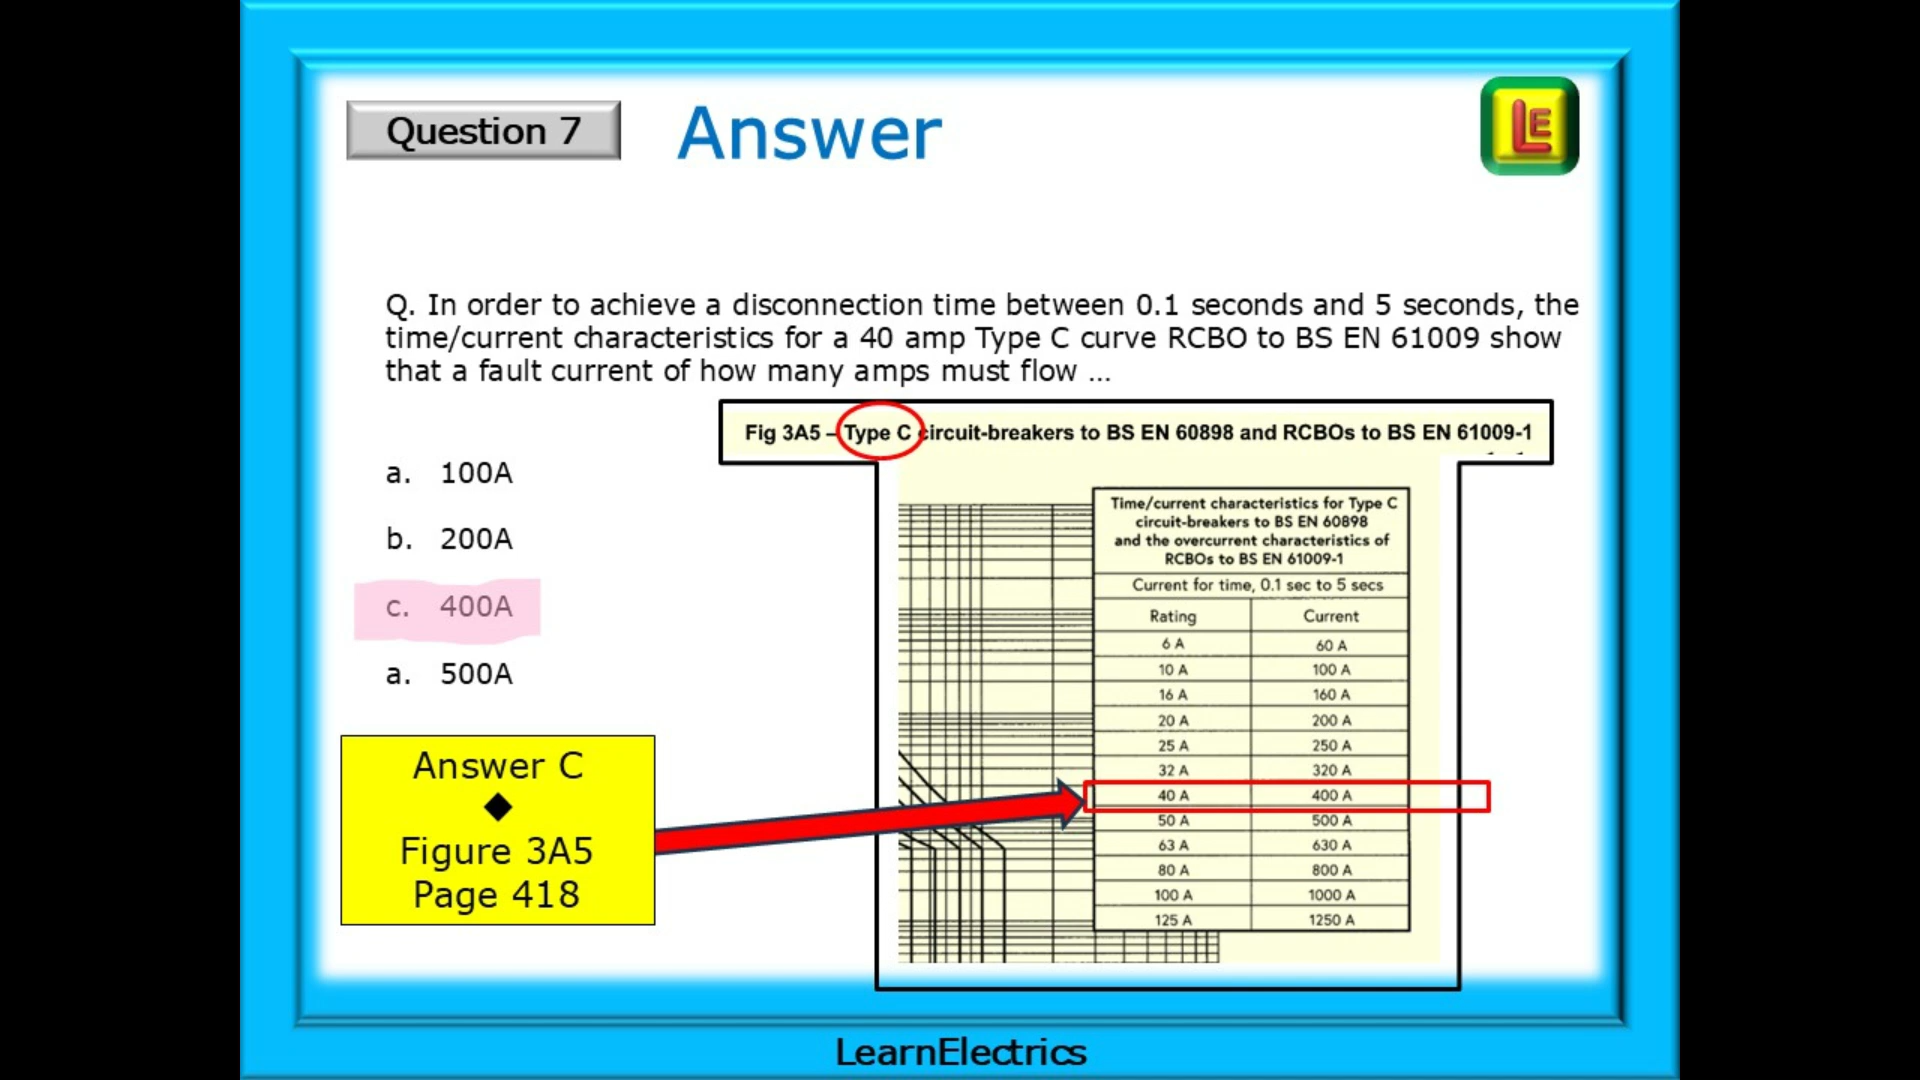 Question 7
Answer
LE
Q. In order to achieve a disconnection time between 0.1 seconds and 5 seconds, the
time/current characteristics for a 40 amp Type C curve RCBO to BS EN 61009 show
that a fault current of how many amps must flow ...
Fig 3A5 – Type C circuit-breakers to BS EN 60898 and RCBOs to BS EN 61009-1
a. 100A
b. 200A
c. 400A
a. 500A
Answer C
◆
Figure 3A5
Page 418
Time/current characteristics for Type C
circuit-breakers to BS EN 60898
and the overcurrent characteristics of
RCBOs to BS EN 61009-1
Current for time, 0.1 sec to 5 secs
Rating Current
6 A 60 A
10 A 100 A
16 A 160 A
20 A 200 A
25 A 250 A
32 A 320 A
40 A 400 A
50 A 500 A
63 A 630 A
80 A 800 A
100 A 1000 A
125 A 1250 A
LearnElectrics